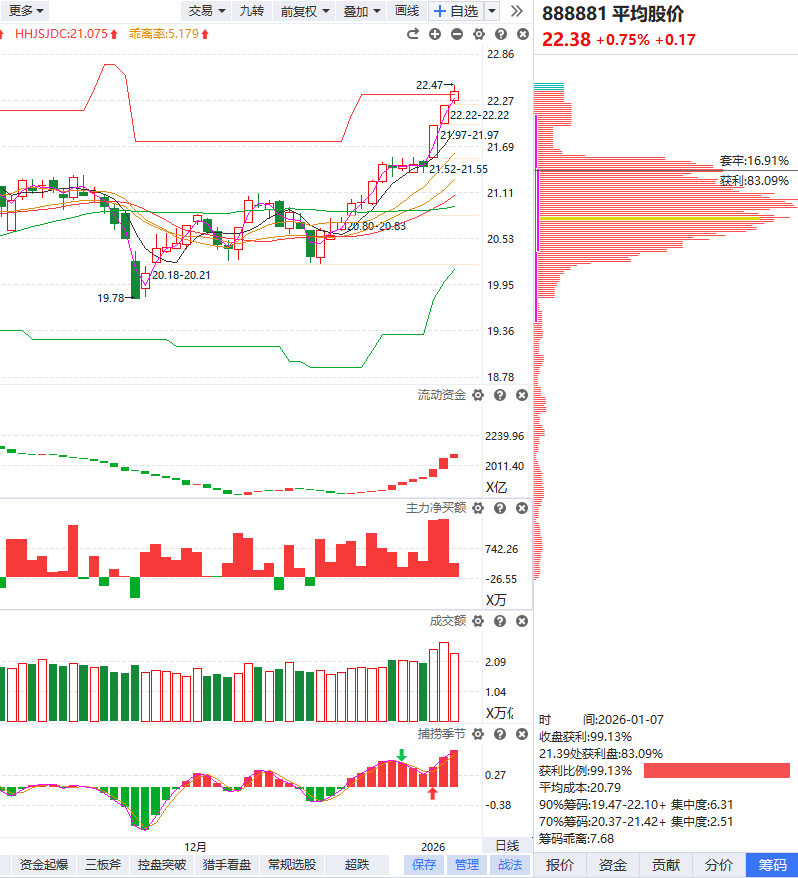 更多 交易 九转 前复权 叠加 画线 自选
888881 平均股价
22.38 +0.75% +0.17
HHJSJDC:21.075 乖离率:5.179
22.86
22.47
22.27
22.22-22.22
21.97-21.97
21.69
21.52-21.55
21.11
20.80-20.83
20.53
20.18-20.21
19.95
19.78
19.36
18.78
套牢:16.91%
获利:83.09%
流动资金
2239.96
2011.40
X亿
主力净买额
742.26
-26.55
X万
成交额
2.09
1.04
X万亿
捕捞季节
0.27
-0.38
12月 2026 日线
时 间:2026-01-07
收盘获利:99.13%
21.39处获利盘:83.09%
获利比例:99.13%
平均成本:20.79
90%筹码:19.47-22.10+ 集中度:6.31
70%筹码:20.37-21.42+ 集中度:2.51
筹码乖离:7.68
资金起爆 三板斧 控盘突破 猎手看盘 常规选股 超跌 保存 管理 战法
报价 资金 贡献 分价 筹码